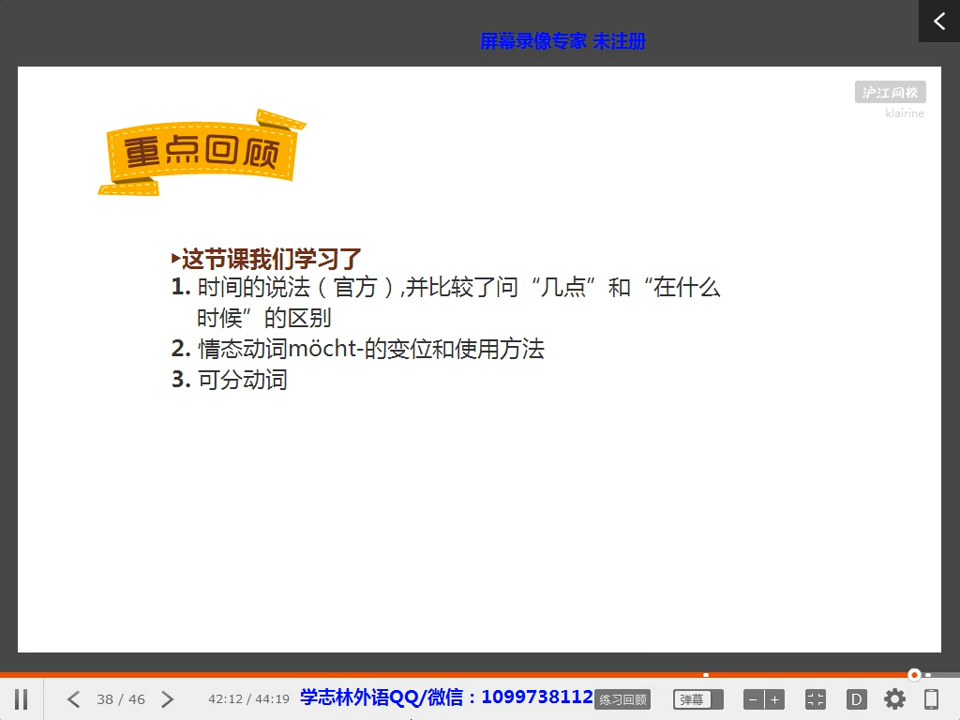 屏幕录像专家 未注册
沪江网校
klairine
重点回顾
▸这节课我们学习了
1. 时间的说法（官方）,并比较了问“几点”和“在什么
时候”的区别
2. 情态动词möcht-的变位和使用方法
3. 可分动词
38 / 46
42:12 / 44:19
学志林外语QQ/微信：1099738112
练习回顾
弹幕
D